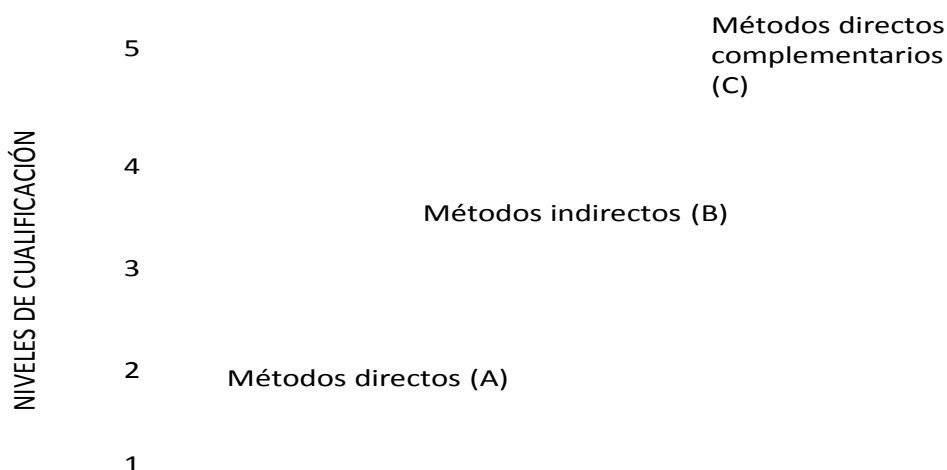 NIVELES DE CUALIFICACIÓN
5
Métodos directos
complementarios
(C)
4
Métodos indirectos (B)
3
2
Métodos directos (A)
1